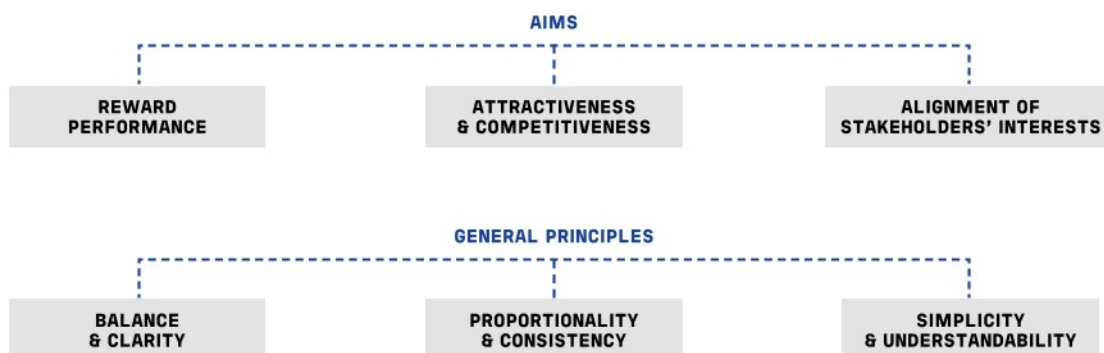 AIMS
REWARD
PERFORMANCE
ATTRACTIVENESS
& COMPETITIVENESS
ALIGNMENT OF
STAKEHOLDERS’ INTERESTS
GENERAL PRINCIPLES
BALANCE
& CLARITY
PROPORTIONALITY
& CONSISTENCY
SIMPLICITY
& UNDERSTANDABILITY